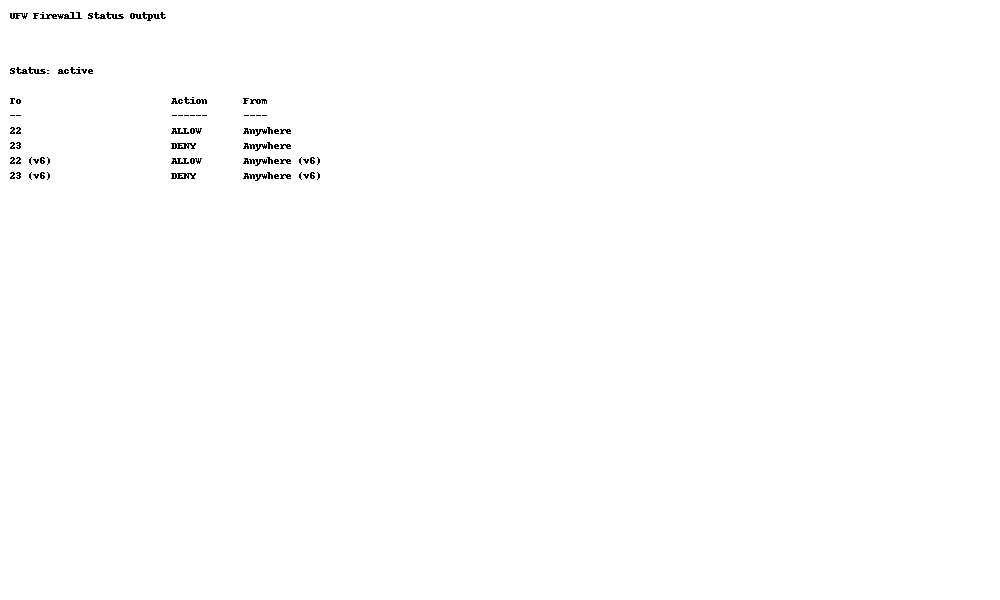 UFW Firewall Status Output
Status: active
To                         Action      From
--                         ------      ----
22                         ALLOW       Anywhere
23                         DENY        Anywhere
22 (v6)                    ALLOW       Anywhere (v6)
23 (v6)                    DENY        Anywhere (v6)